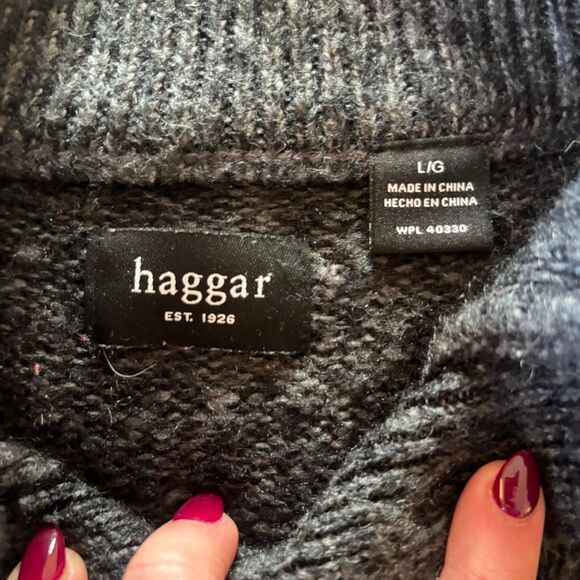 haggar
EST. 1926
L/G
MADE IN CHINA
HECHO EN CHINA
WPL 40330